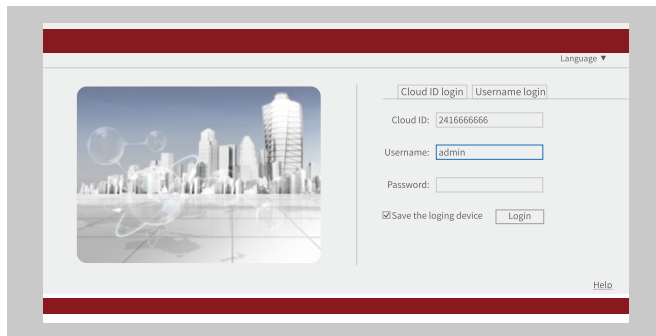 Language ▼
Cloud ID login Username login
Cloud ID: 2416666666
Username: admin
Password:
Save the loging device Login
Help